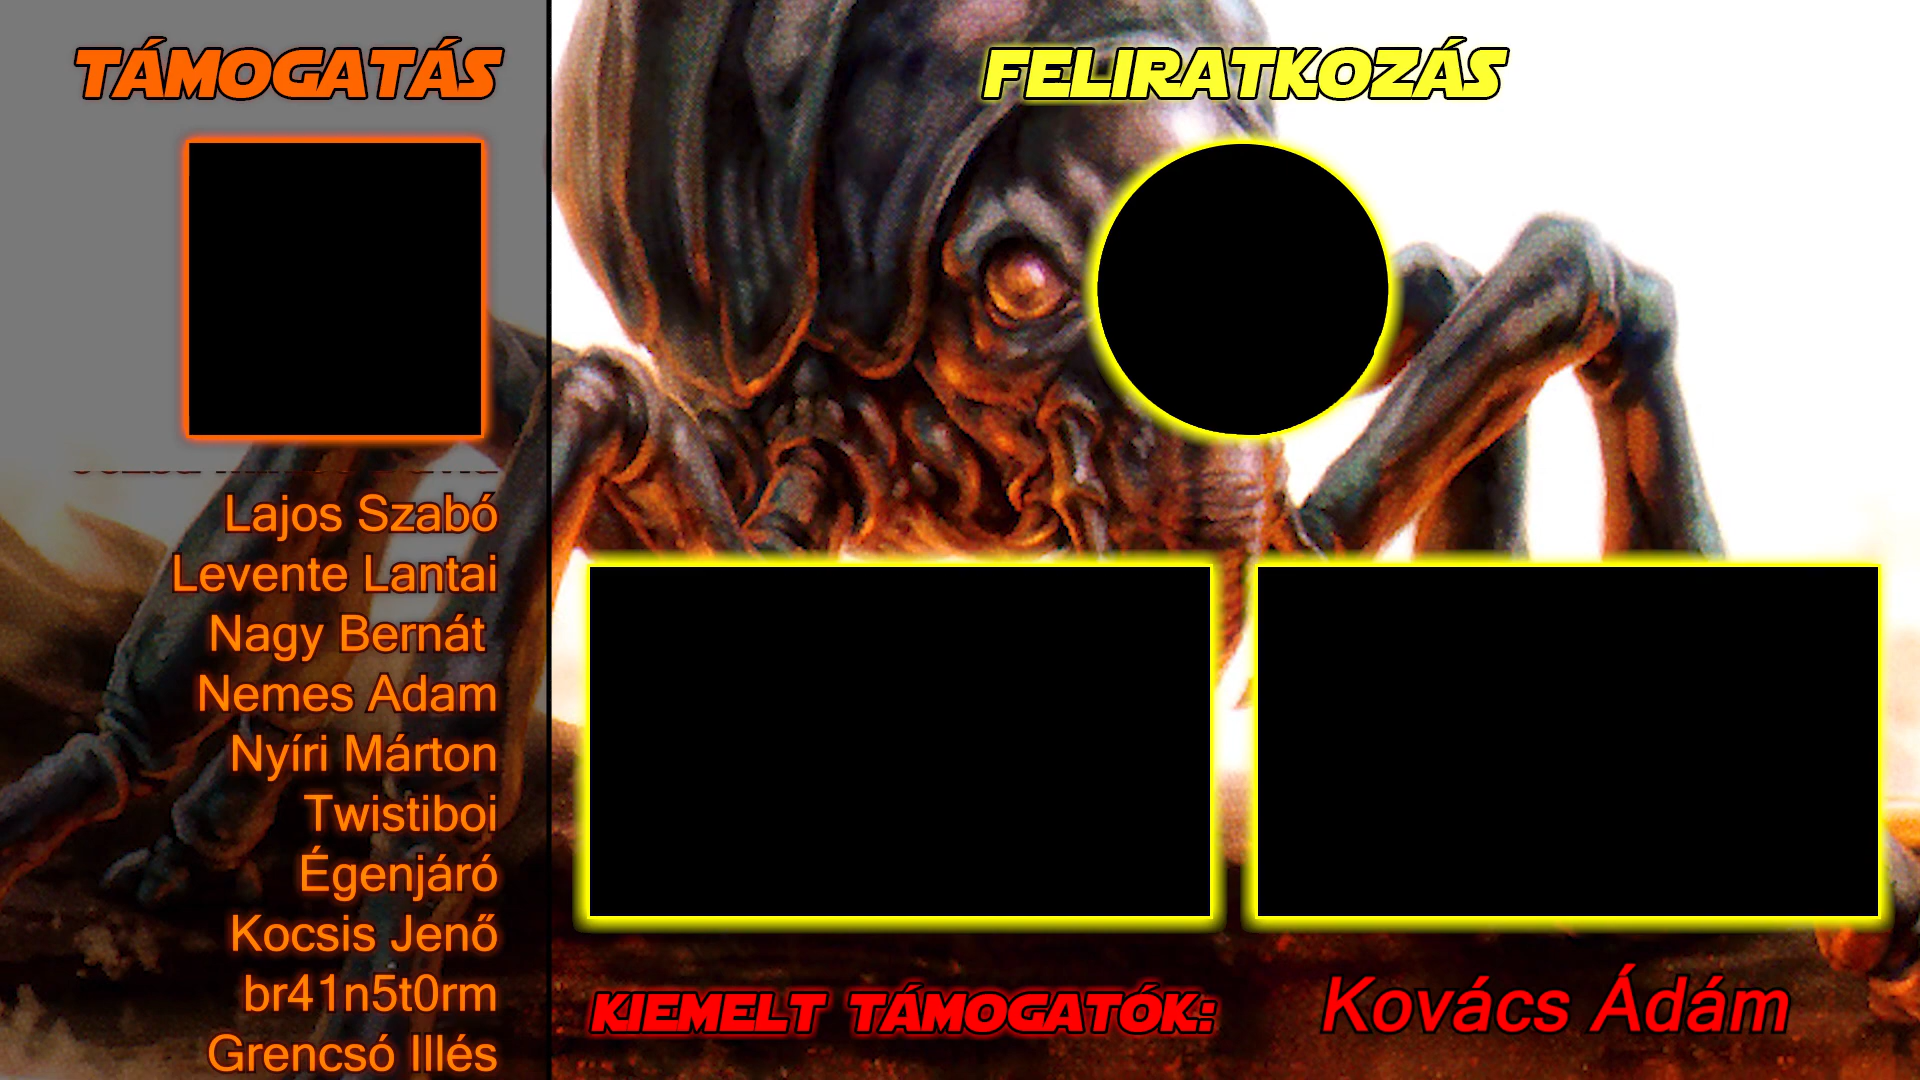 TÁMOGATÁS
Lajos Szabó
Levente Lantai
Nagy Bernát
Nemes Adam
Nyíri Márton
Twistiboi
Égenjáró
Kocsis Jenő
br41n5t0rm
Grencsó Illés
FELIRATKOZÁS
KIEMELT TÁMOGATÓK:
Kovács Ádám